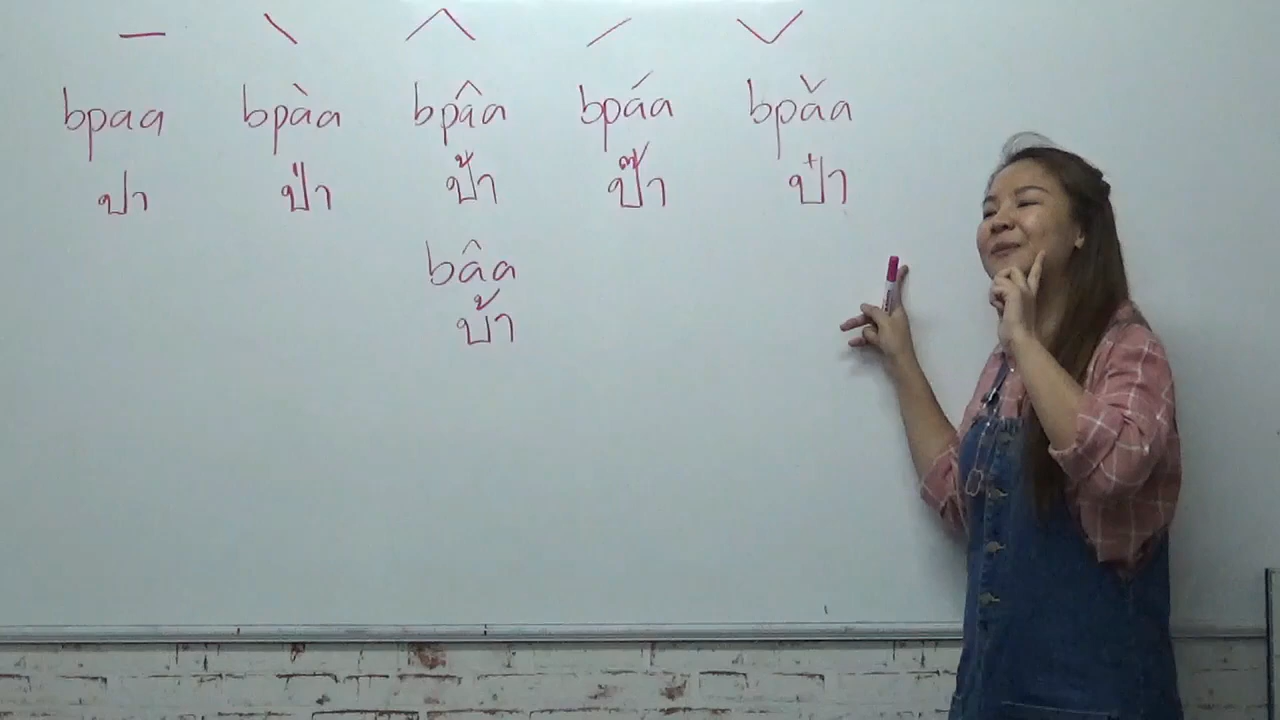 — \ ∧ / ∨
bpaa bpàa bpâa bpáa bpǎa
ปา ป่า ป้า ป๊า ป๋า
bâa
บ้า